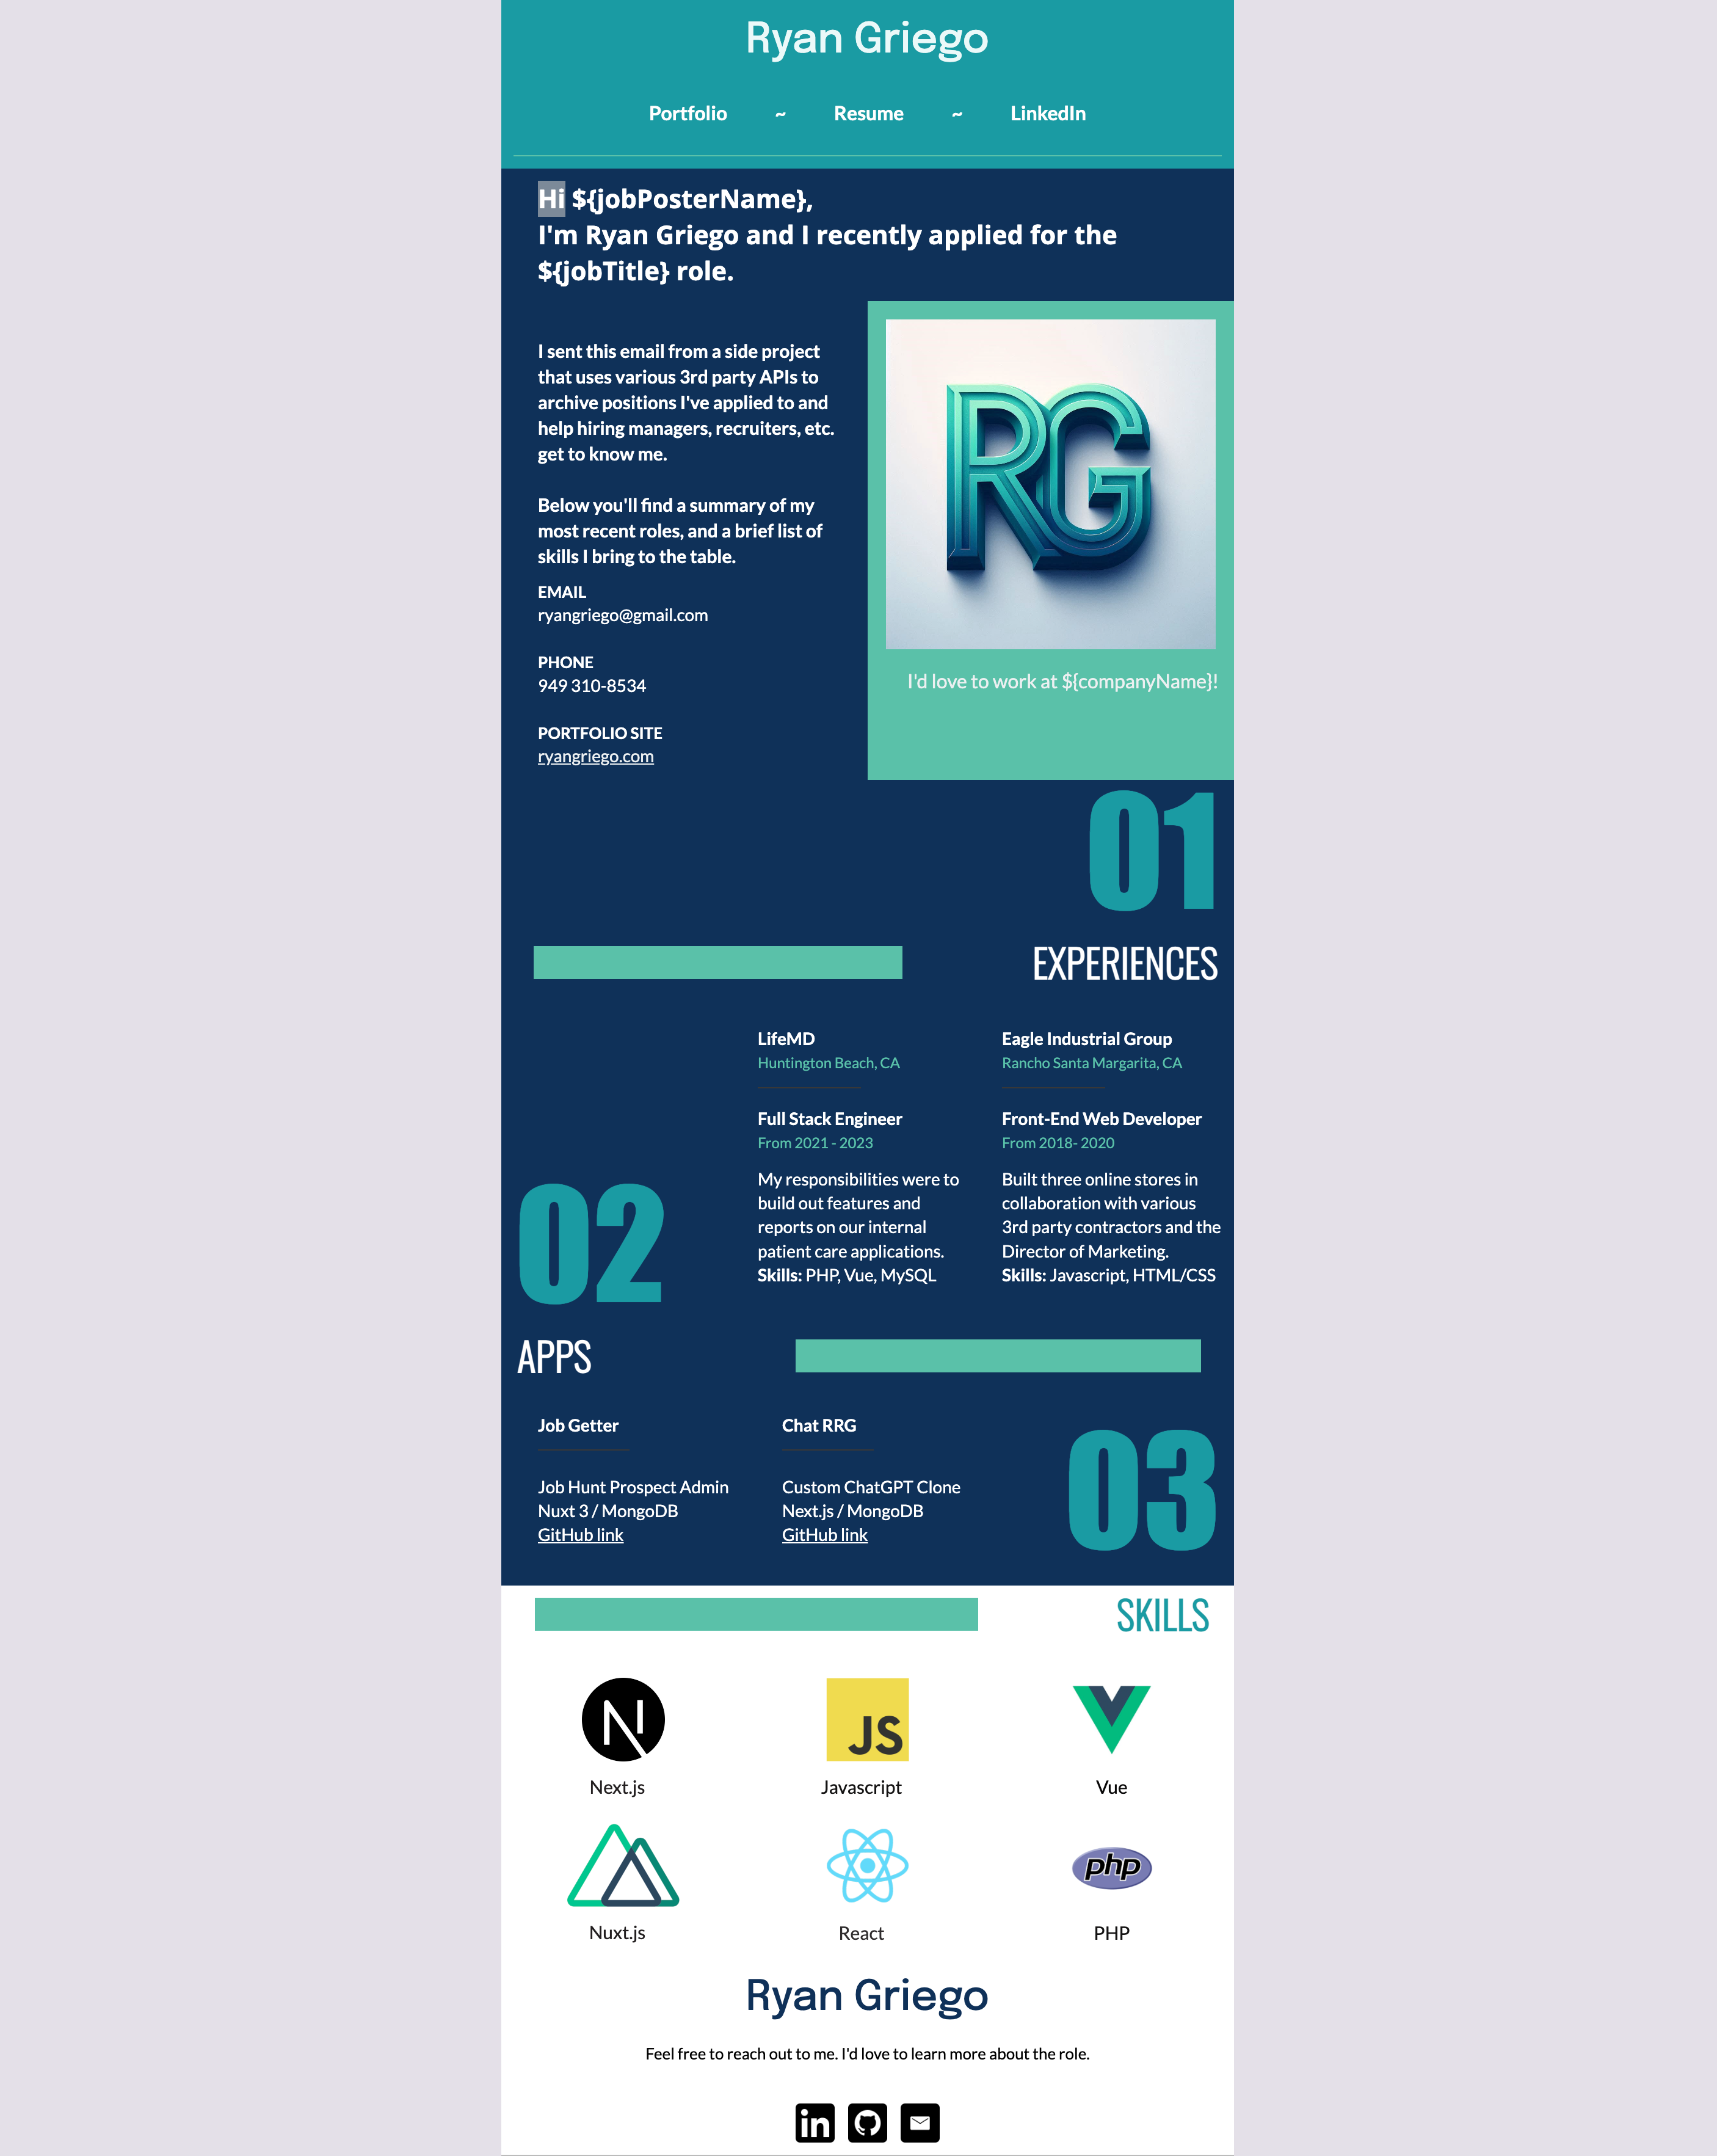 Ryan Griego
Portfolio ~ Resume ~ LinkedIn
Hi ${jobPosterName},
I'm Ryan Griego and I recently applied for the
${jobTitle} role.
I sent this email from a side project
that uses various 3rd party APIs to
archive positions I've applied to and
help hiring managers, recruiters, etc.
get to know me.
Below you'll find a summary of my
most recent roles, and a brief list of
skills I bring to the table.
EMAIL
ryangriego@gmail.com
PHONE
949 310-8534
PORTFOLIO SITE
ryangriego.com
RG
I'd love to work at ${companyName}!
01
EXPERIENCES
LifeMD
Huntington Beach, CA
Full Stack Engineer
From 2021 - 2023
My responsibilities were to
build out features and
reports on our internal
patient care applications.
Skills: PHP, Vue, MySQL
Eagle Industrial Group
Rancho Santa Margarita, CA
Front-End Web Developer
From 2018- 2020
Built three online stores in
collaboration with various
3rd party contractors and the
Director of Marketing.
Skills: Javascript, HTML/CSS
02
APPS
Job Getter
Job Hunt Prospect Admin
Nuxt 3 / MongoDB
GitHub link
Chat RRG
Custom ChatGPT Clone
Next.js / MongoDB
GitHub link
03
SKILLS
N
Next.js
JS
Javascript
Vue
Nuxt.js
React
php
PHP
Ryan Griego
Feel free to reach out to me. I'd love to learn more about the role.
in